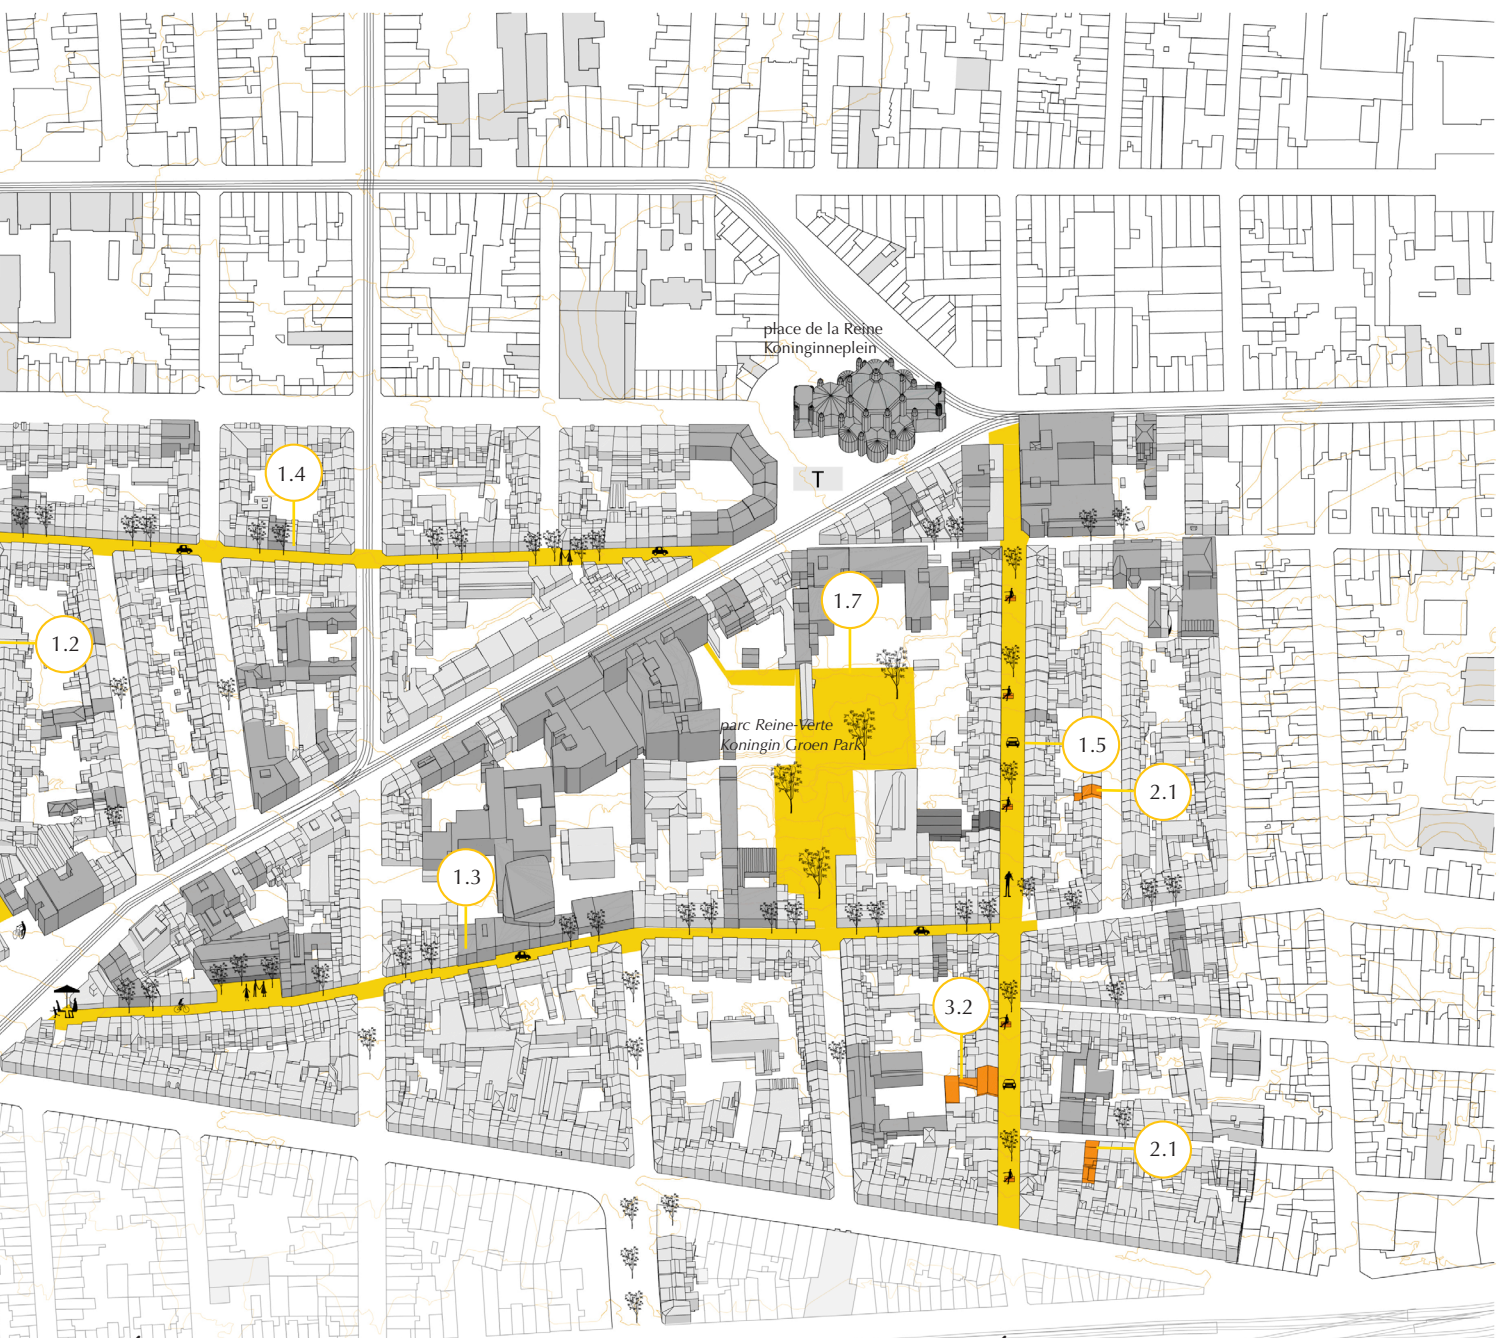 place de la Reine
Koninginneplein
1.4
T
1.7
1.2
parc Reine-Verte
Koningin Groen Park
1.5
2.1
1.3
3.2
2.1